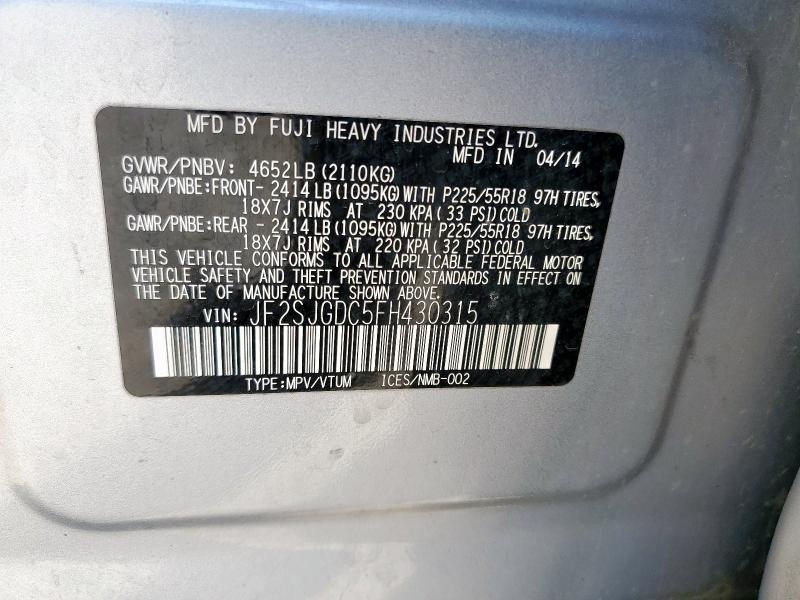 MFD BY FUJI HEAVY INDUSTRIES LTD.
MFD IN 04/14
GVWR/PNBV: 4652LB(2110KG)
GAWR/PNBE:FRONT- 2414LB(1095KG)WITH P225/55R18 97H TIRES,
18X7J RIMS AT 230 KPA(33 PSI)COLD
GAWR/PNBE:REAR - 2414LB(1095KG)WITH P225/55R18 97H TIRES,
18X7J RIMS AT 220 KPA(32 PSI)COLD
THIS VEHICLE CONFORMS TO ALL APPLICABLE FEDERAL MOTOR
VEHICLE SAFETY AND THEFT PREVENTION STANDARDS IN EFFECT ON
THE DATE OF MANUFACTURE SHOWN ABOVE.
VIN: JF2SJGDC5FH430315
TYPE:MPV/VTUM ICES/NMB-002